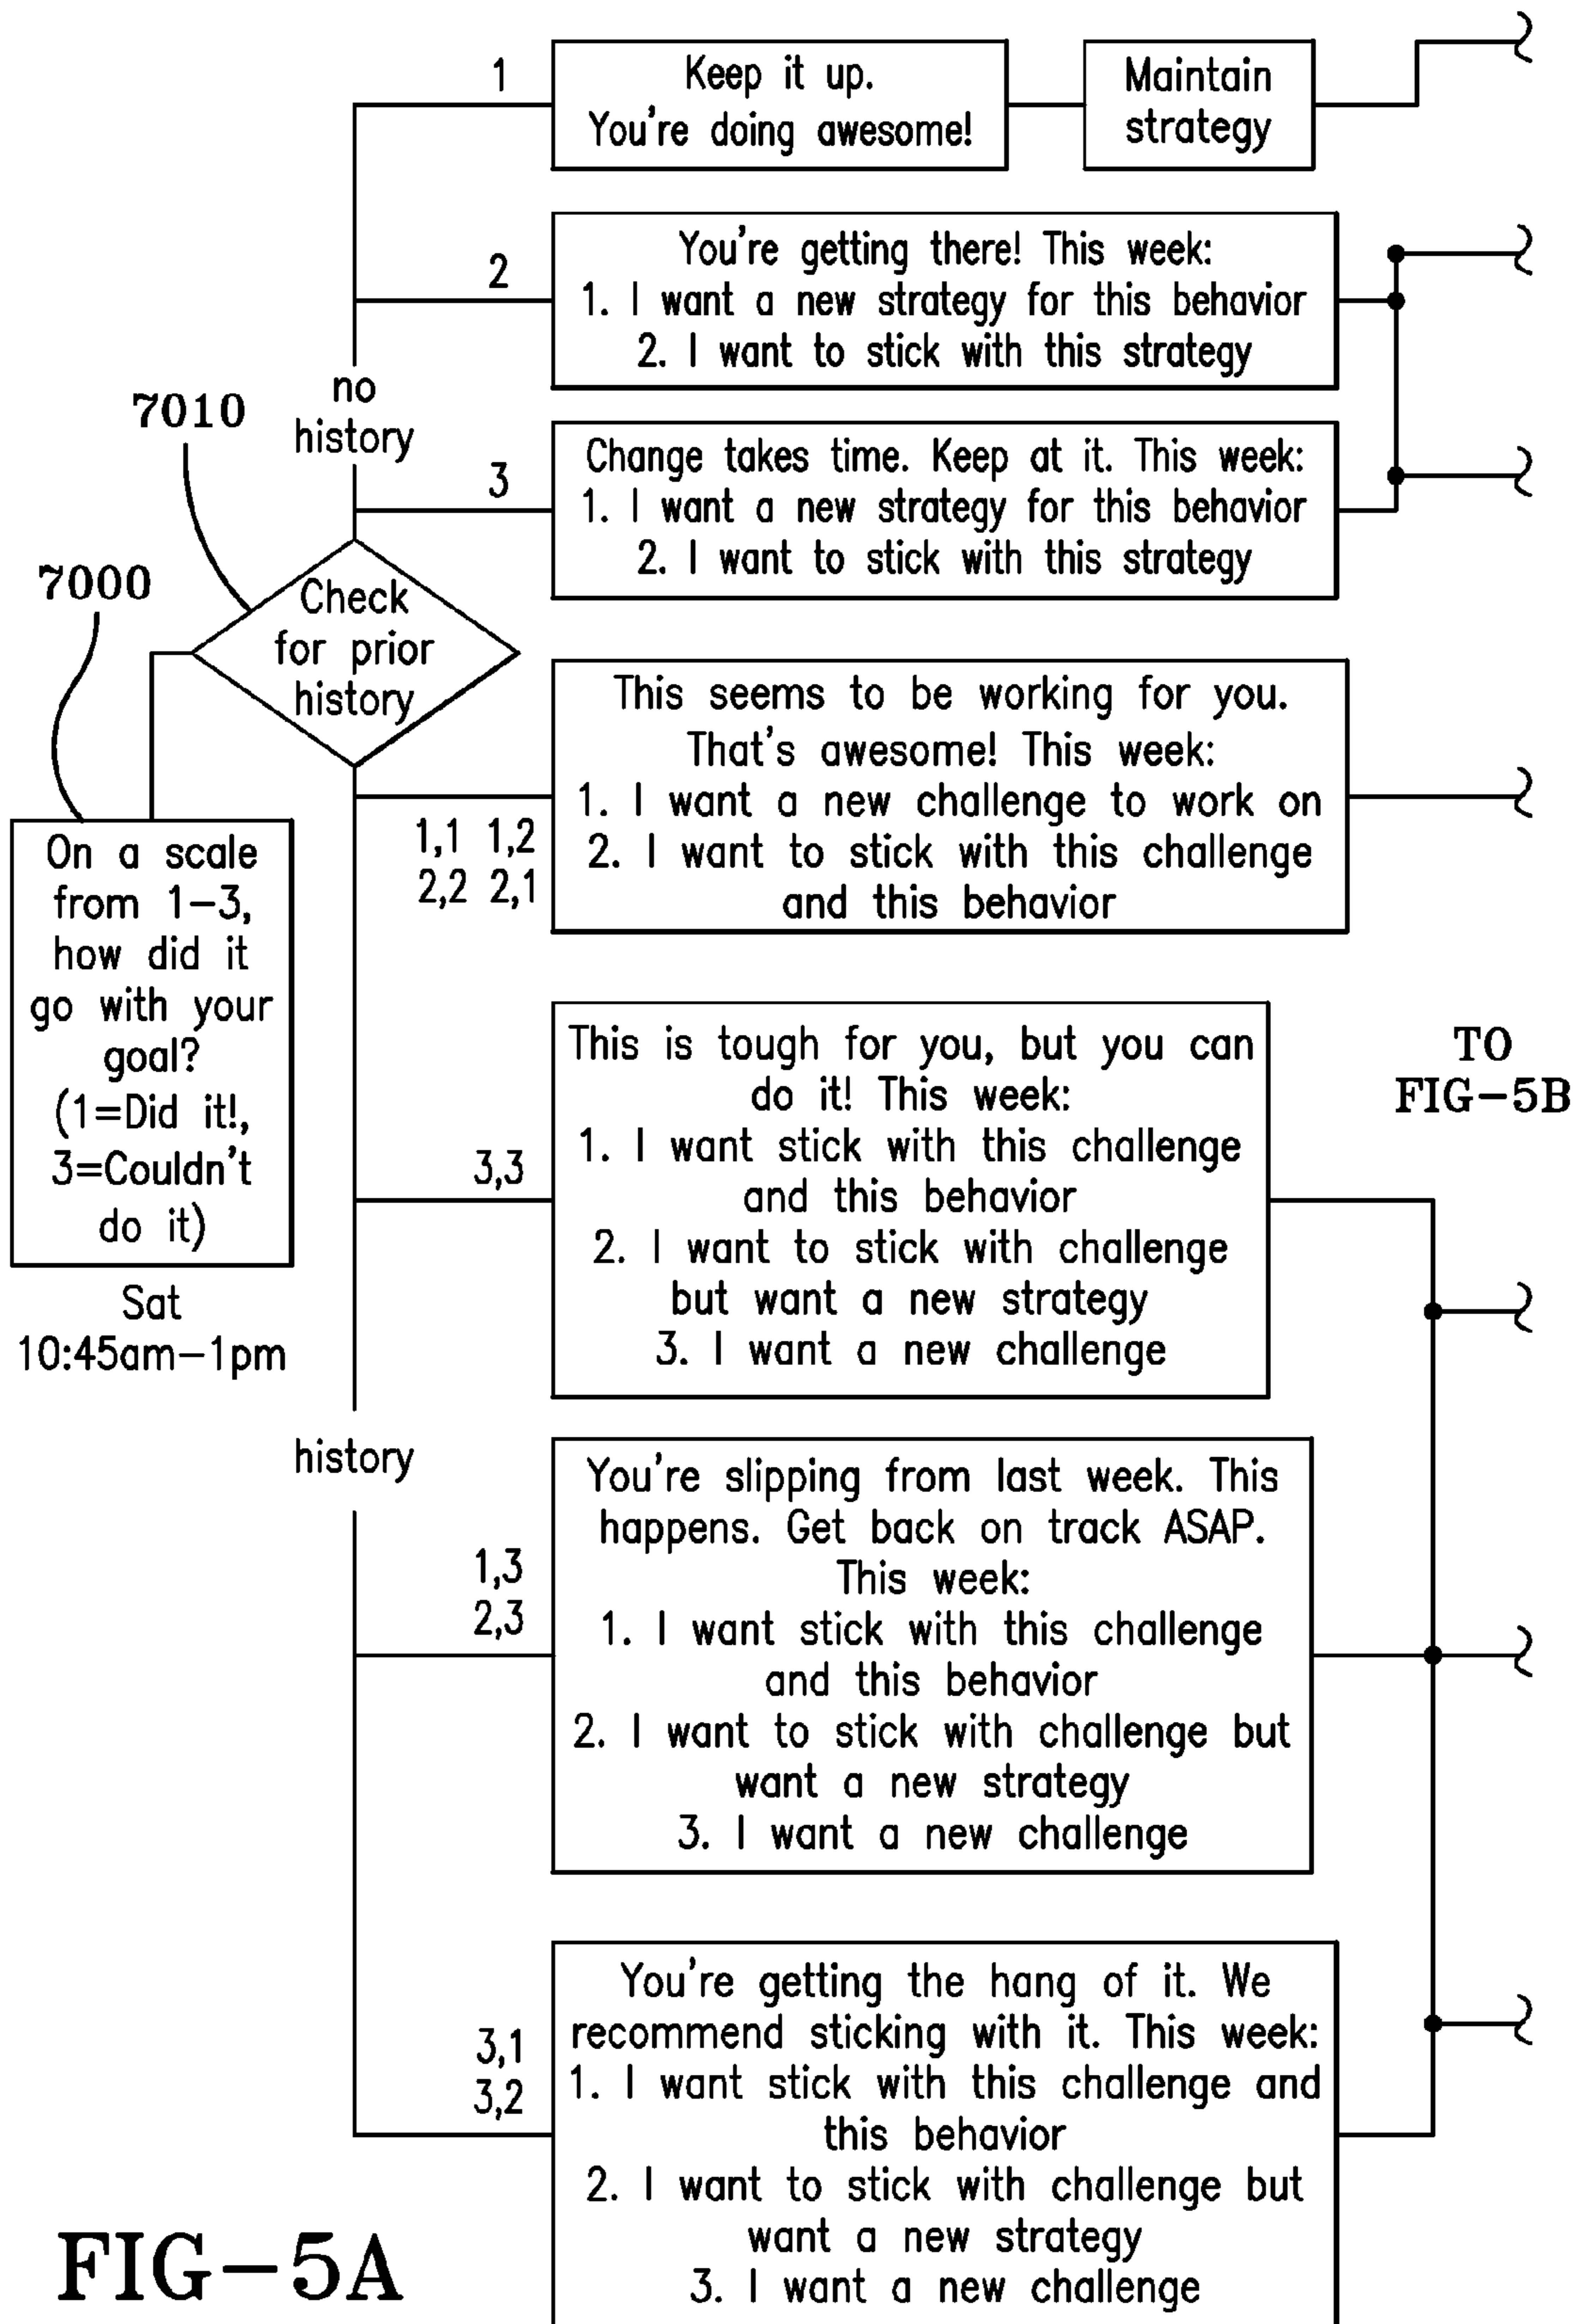 1
Keep it up.
You're doing awesome!
Maintain
strategy
2
You're getting there! This week:
1. I want a new strategy for this behavior
2. I want to stick with this strategy
no
history
7010
3
Change takes time. Keep at it. This week:
1. I want a new strategy for this behavior
2. I want to stick with this strategy
7000
Check
for prior
history
This seems to be working for you.
That's awesome! This week:
1. I want a new challenge to work on
2. I want to stick with this challenge
and this behavior
1,1 1,2
2,2 2,1
On a scale
from 1-3,
how did it
go with your
goal?
(1=Did it!,
3=Couldn't
do it)
Sat
10:45am-1pm
3,3
This is tough for you, but you can
do it! This week:
1. I want stick with this challenge
and this behavior
2. I want to stick with challenge
but want a new strategy
3. I want a new challenge
TO
FIG-5B
history
1,3
2,3
You're slipping from last week. This
happens. Get back on track ASAP.
This week:
1. I want stick with this challenge
and this behavior
2. I want to stick with challenge but
want a new strategy
3. I want a new challenge
3,1
3,2
You're getting the hang of it. We
recommend sticking with it. This week:
1. I want stick with this challenge and
this behavior
2. I want to stick with challenge but
want a new strategy
3. I want a new challenge
FIG-5A